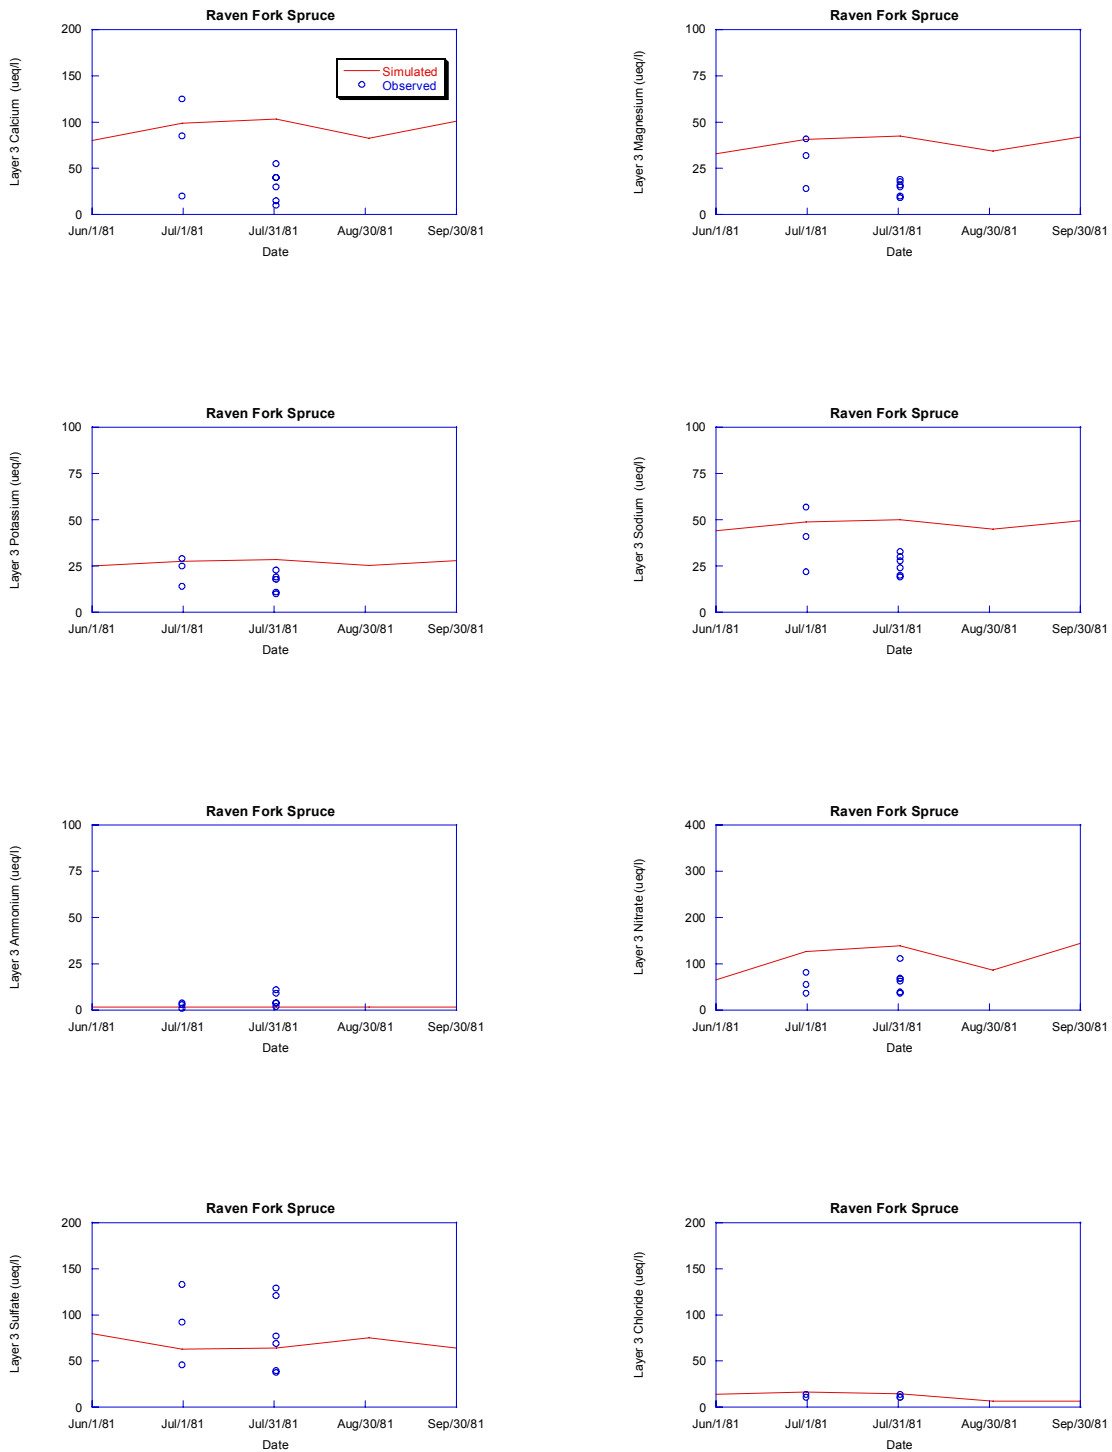 Raven Fork Spruce
Layer 3 Calcium (ueq/l)
200
150
100
50
0
Simulated
Observed
Jun/1/81 Jul/1/81 Jul/31/81 Aug/30/81 Sep/30/81
Date
Raven Fork Spruce
Layer 3 Magnesium (ueq/l)
100
75
50
25
0
Jun/1/81 Jul/1/81 Jul/31/81 Aug/30/81 Sep/30/81
Date
Raven Fork Spruce
Layer 3 Potassium (ueq/l)
100
75
50
25
0
Jun/1/81 Jul/1/81 Jul/31/81 Aug/30/81 Sep/30/81
Date
Raven Fork Spruce
Layer 3 Sodium (ueq/l)
100
75
50
25
0
Jun/1/81 Jul/1/81 Jul/31/81 Aug/30/81 Sep/30/81
Date
Raven Fork Spruce
Layer 3 Ammonium (ueq/l)
100
75
50
25
0
Jun/1/81 Jul/1/81 Jul/31/81 Aug/30/81 Sep/30/81
Date
Raven Fork Spruce
Layer 3 Nitrate (ueq/l)
400
300
200
100
0
Jun/1/81 Jul/1/81 Jul/31/81 Aug/30/81 Sep/30/81
Date
Raven Fork Spruce
Layer 3 Sulfate (ueq/l)
200
150
100
50
0
Jun/1/81 Jul/1/81 Jul/31/81 Aug/30/81 Sep/30/81
Date
Raven Fork Spruce
Layer 3 Chloride (ueq/l)
200
150
100
50
0
Jun/1/81 Jul/1/81 Jul/31/81 Aug/30/81 Sep/30/81
Date